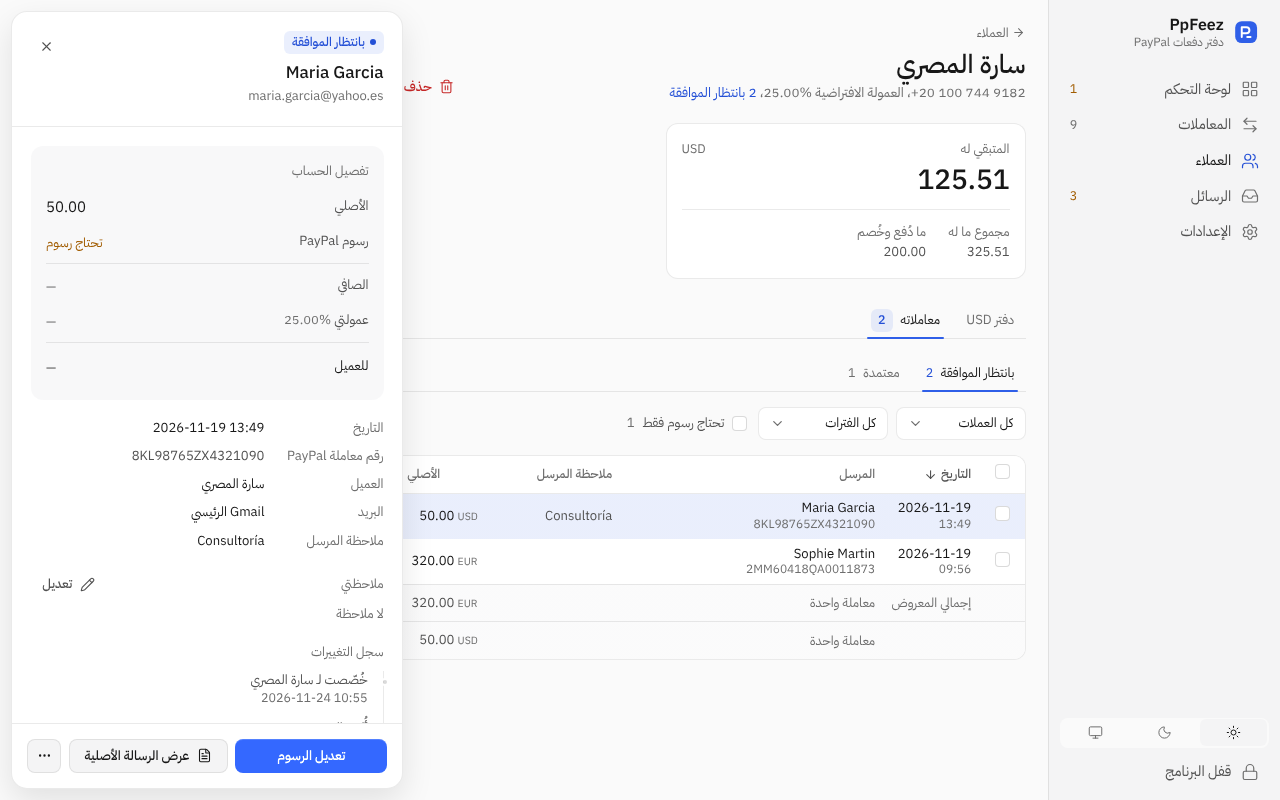 PpFeez
دفتر دفعات PayPal
لوحة التحكم 1
المعاملات 9
العملاء
الرسائل 3
الإعدادات
قفل البرنامج
العملاء
سارة المصري
+20 100 744 9182، العمولة الافتراضية 25.00%، 2 بانتظار الموافقة
حذف
المتبقي له USD
125.51
مجموع ما له ما دُفع وخُصم
325.51 200.00
دفتر USD معاملاته 2
بانتظار الموافقة 2 معتمدة 1
كل العملات كل الفترات تحتاج رسوم فقط 1
التاريخ المرسل ملاحظة المرسل الأصلي
2026-11-19 Maria Garcia Consultoría 50.00 USD
13:49 8KL98765ZX4321090
2026-11-19 Sophie Martin 320.00 EUR
09:56 2MM60418QA0011873
إجمالي المعروض معاملة واحدة 320.00 EUR
معاملة واحدة 50.00 USD
بانتظار الموافقة
Maria Garcia
maria.garcia@yahoo.es
تفصيل الحساب
الأصلي 50.00
رسوم PayPal تحتاج رسوم
الصافي –
عمولتي 25.00% –
للعميل –
التاريخ 2026-11-19 13:49
رقم معاملة PayPal 8KL98765ZX4321090
العميل سارة المصري
البريد Gmail الرئيسي
ملاحظة المرسل Consultoría
ملاحظتي تعديل
لا ملاحظة
سجل التغييرات
خُصّصت لـ سارة المصري
2026-11-24 10:55
تعديل الرسوم عرض الرسالة الأصلية